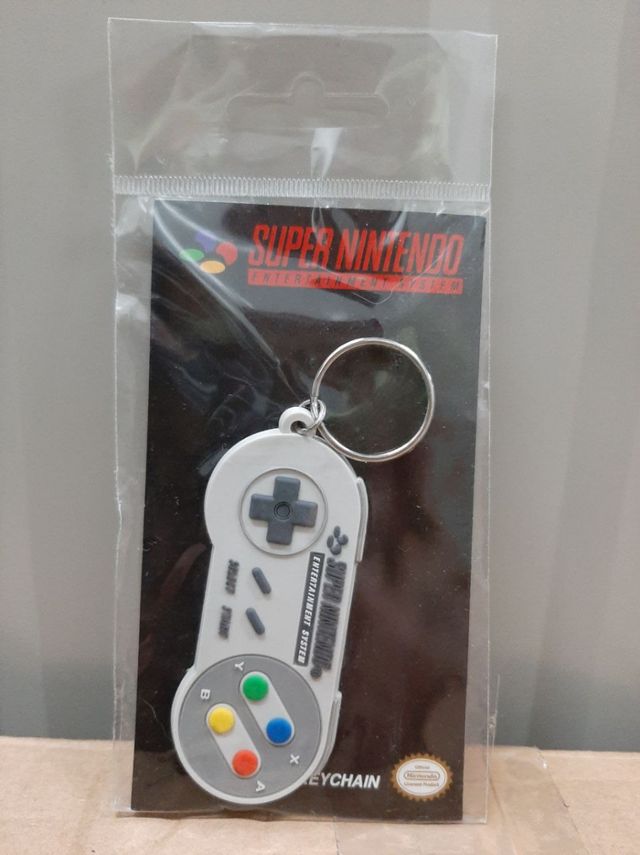 SUPER NINTENDO
ENTERTAINMENT SYSTEM
SUPER NINTENDO
ENTERTAINMENT SYSTEM
SELECT START
Y
B
X
A
EYCHAIN
Official
Nintendo
Licensed Product